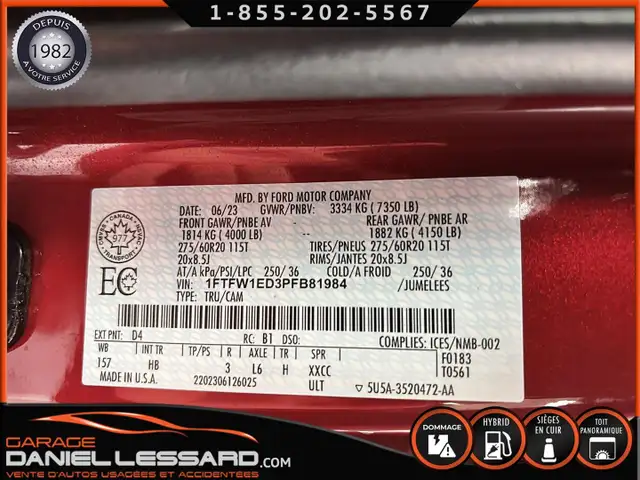 1-855-202-5567
DEPUIS
1982
À VOTRE SERVICE
MFD. BY FORD MOTOR COMPANY
DATE: 06/23 GVWR/PNBV: 3334 KG ( 7350 LB)
FRONT GAWR/PNBE AV REAR GAWR/ PNBE AR
1814 KG ( 4000 LB) 1882 KG ( 4150 LB)
275/60R20 115T TIRES/PNEUS 275/60R20 115T
20x8.5J RIMS/JANTES 20x8.5J
AT/A kPa/PSI/LPC 250/ 36 COLD/A FROID 250/ 36
VIN: 1FTFW1ED3PFB81984 /JUMELEES
TYPE: TRU/CAM
CANADA
977
EC
EXT PNT: D4 RC: B1 DSO: COMPLIES: ICES/NMB-002
WB INT TR TP/PS R AXLE TR SPR F0183
157 HB 3 L6 H XXCC T0561
MADE IN U.S.A. 2202306126025 ULT ▽ 5U5A-3520472-AA
DOMMAGE
HYBRID
SIÈGES EN CUIR
TOIT PANORAMIQUE
GARAGE
DANIEL LESSARD.COM
VENTE D'AUTOS USAGÉES ET ACCIDENTÉES